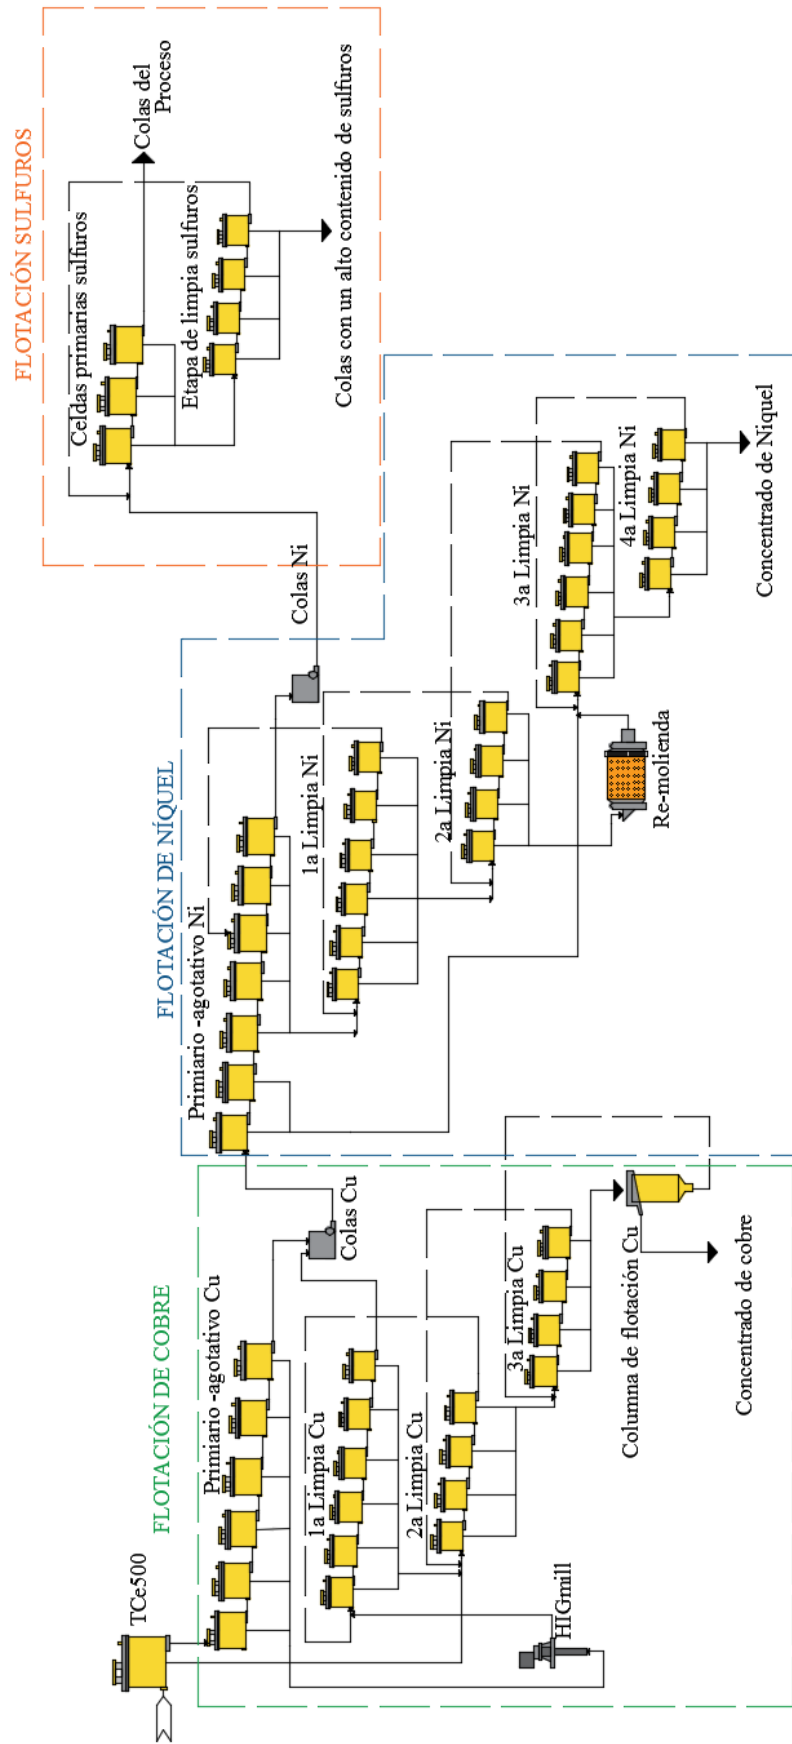 TCe500
FLOTACIÓN DE COBRE
Primiario -agotativo Cu
Colas Cu
1a Limpia Cu
2a Limpia Cu
3a Limpia Cu
HIGmill
Columna de flotación Cu
Concentrado de cobre
FLOTACIÓN DE NÍQUEL
Primiario -agotativo Ni
Colas Ni
1a Limpia Ni
2a Limpia Ni
3a Limpia Ni
4a Limpia Ni
Re-molienda
Concentrado de Niquel
FLOTACIÓN SULFUROS
Celdas primarias sulfuros
Colas del
Proceso
Etapa de limpia sulfuros
Colas con un alto contenido de sulfuros